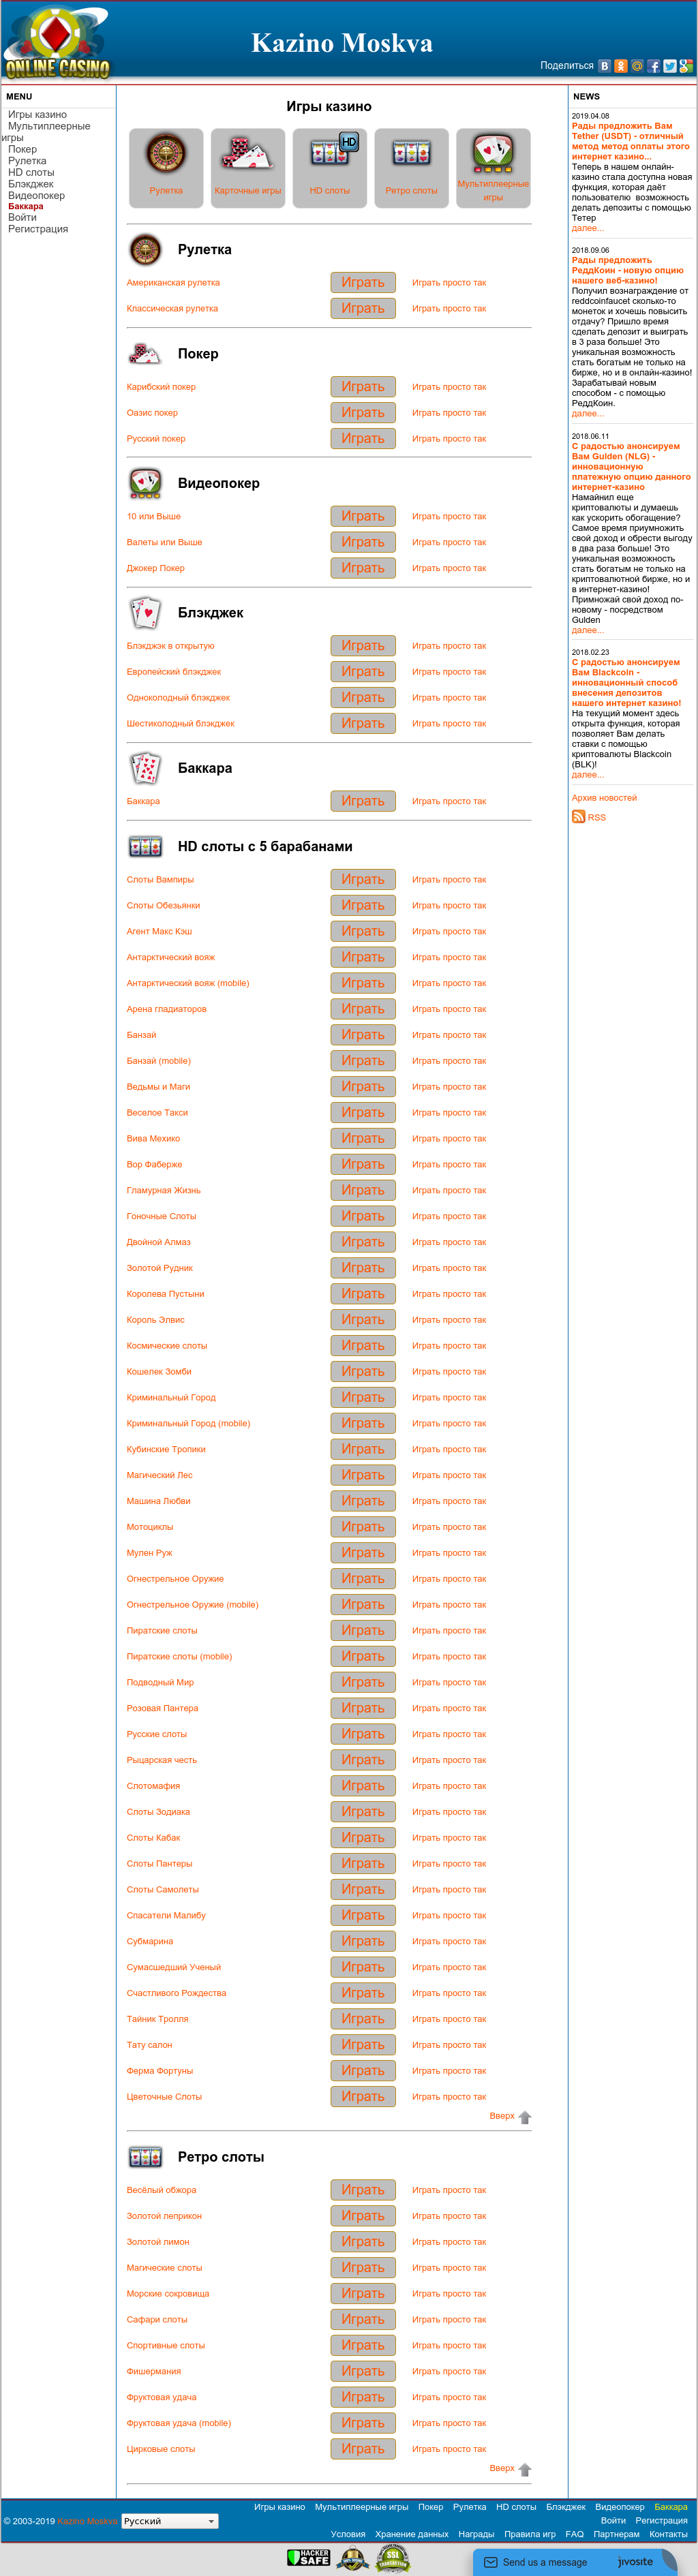 ONLINE CASINO
Kazino Moskva
Поделиться
MENU
Игры казино
Мультиплеерные
игры
Покер
Рулетка
HD слоты
Блэкджек
Видеопокер
Баккара
Войти
Регистрация
Игры казино
Рулетка
Карточные игры
HD
HD слоты
Ретро слоты
Мультиплеерные
игры
Рулетка
Американская рулетка Играть Играть просто так
Классическая рулетка Играть Играть просто так
Покер
Карибский покер Играть Играть просто так
Оазис покер Играть Играть просто так
Русский покер Играть Играть просто так
Видеопокер
10 или Выше Играть Играть просто так
Валеты или Выше Играть Играть просто так
Джокер Покер Играть Играть просто так
Блэкджек
Блэкджэк в открытую Играть Играть просто так
Европейский блэкджек Играть Играть просто так
Одноколодный блэкджек Играть Играть просто так
Шестиколодный блэкджек Играть Играть просто так
Баккара
Баккара Играть Играть просто так
HD слоты с 5 барабанами
Слоты Вампиры Играть Играть просто так
Слоты Обезьянки Играть Играть просто так
Агент Макс Кэш Играть Играть просто так
Антарктический вояж Играть Играть просто так
Антарктический вояж (mobile) Играть Играть просто так
Арена гладиаторов Играть Играть просто так
Банзай Играть Играть просто так
Банзай (mobile) Играть Играть просто так
Ведьмы и Маги Играть Играть просто так
Веселое Такси Играть Играть просто так
Вива Мехико Играть Играть просто так
Вор Фаберже Играть Играть просто так
Гламурная Жизнь Играть Играть просто так
Гоночные Слоты Играть Играть просто так
Двойной Алмаз Играть Играть просто так
Золотой Рудник Играть Играть просто так
Королева Пустыни Играть Играть просто так
Король Элвис Играть Играть просто так
Космические слоты Играть Играть просто так
Кошелек Зомби Играть Играть просто так
Криминальный Город Играть Играть просто так
Криминальный Город (mobile) Играть Играть просто так
Кубинские Тропики Играть Играть просто так
Магический Лес Играть Играть просто так
Машина Любви Играть Играть просто так
Мотоциклы Играть Играть просто так
Мулен Руж Играть Играть просто так
Огнестрельное Оружие Играть Играть просто так
Огнестрельное Оружие (mobile) Играть Играть просто так
Пиратские слоты Играть Играть просто так
Пиратские слоты (mobile) Играть Играть просто так
Подводный Мир Играть Играть просто так
Розовая Пантера Играть Играть просто так
Русские слоты Играть Играть просто так
Рыцарская честь Играть Играть просто так
Слотомафия Играть Играть просто так
Слоты Зодиака Играть Играть просто так
Слоты Кабак Играть Играть просто так
Слоты Пантеры Играть Играть просто так
Слоты Самолеты Играть Играть просто так
Спасатели Малибу Играть Играть просто так
Субмарина Играть Играть просто так
Сумасшедший Ученый Играть Играть просто так
Счастливого Рождества Играть Играть просто так
Тайник Тролля Играть Играть просто так
Тату салон Играть Играть просто так
Ферма Фортуны Играть Играть просто так
Цветочные Слоты Играть Играть просто так
Вверх
Ретро слоты
Весёлый обжора Играть Играть просто так
Золотой леприкон Играть Играть просто так
Золотой лимон Играть Играть просто так
Магические слоты Играть Играть просто так
Морские сокровища Играть Играть просто так
Сафари слоты Играть Играть просто так
Спортивные слоты Играть Играть просто так
Фишермания Играть Играть просто так
Фруктовая удача Играть Играть просто так
Фруктовая удача (mobile) Играть Играть просто так
Цирковые слоты Играть Играть просто так
Вверх
NEWS
2019.04.08
Рады предложить Вам
Tether (USDT) - отличный
метод метод оплаты этого
интернет казино...
Теперь в нашем онлайн-
казино стала доступна новая
функция, которая даёт
пользователю возможность
делать депозиты с помощью
Тетер
далее...
2018.09.06
Рады предложить
РеддКоин - новую опцию
нашего веб-казино!
Получил вознаграждение от
reddcoinfaucet сколько-то
монеток и хочешь повысить
отдачу? Пришло время
сделать депозит и выиграть
в 3 раза больше! Это
уникальная возможность
стать богатым не только на
бирже, но и в онлайн-казино!
Зарабатывай новым
способом - с помощью
РеддКоин.
далее...
2018.06.11
С радостью анонсируем
Вам Gulden (NLG) -
инновационную
платежную опцию данного
интернет-казино
Намайнил еще
криптовалюты и думаешь
как ускорить обогащение?
Самое время приумножить
свой доход и обрести выгоду
в два раза больше! Это
уникальная возможность
стать богатым не только на
криптовалютной бирже, но и
в интернет-казино!
Примножай свой доход по-
новому - посредством
Gulden
далее...
2018.02.23
С радостью анонсируем
Вам Blackcoin -
инновационный способ
внесения депозитов
нашего интернет казино!
На текущий момент здесь
открыта функция, которая
позволяет Вам делать
ставки с помощью
криптовалюты Blackcoin
(BLK)!
далее...
Архив новостей
RSS
Игры казино Мультиплеерные игры Покер Рулетка HD слоты Блэкджек Видеопокер Баккара
Войти Регистрация
© 2003-2019 Kazino Moskva Русский
Условия Хранение данных Награды Правила игр FAQ Партнерам Контакты
HACKER
SAFE
SSL
Send us a message jivosite